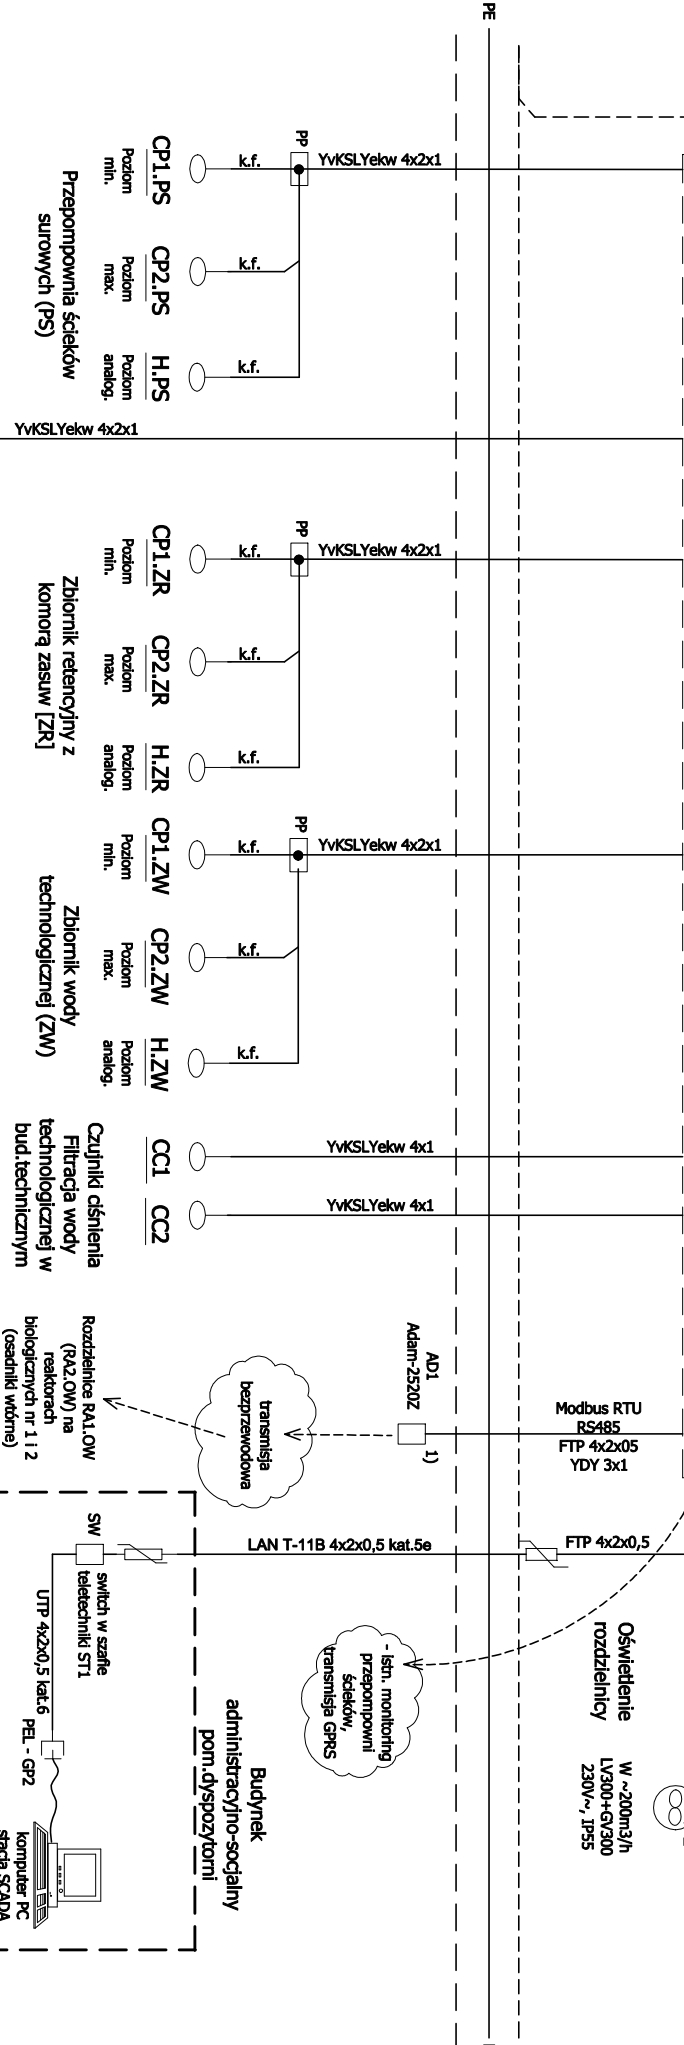 PE
PP
YvKSLYekw 4x2x1
k.f.
CP1.PS
Poziom
min.
k.f.
CP2.PS
Poziom
max.
k.f.
H.PS
Poziom
analog.
Przepompownia ścieków
surowych (PS)
YvKSLYekw 4x2x1
PP
YvKSLYekw 4x2x1
k.f.
CP1.ZR
Poziom
min.
k.f.
CP2.ZR
Poziom
max.
k.f.
H.ZR
Poziom
analog.
Zbiornik retencyjny z
komorą zasuw [ZR]
PP
YvKSLYekw 4x2x1
k.f.
CP1.ZW
Poziom
min.
k.f.
CP2.ZW
Poziom
max.
k.f.
H.ZW
Poziom
analog.
Zbiornik wody
technologicznej (ZW)
YvKSLYekw 4x1
CC1
YvKSLYekw 4x1
CC2
Czujniki ciśnienia
Filtracja wody
technologicznej w
bud.technicznym
AD1
Adam-2520Z
1)
Modbus RTU
RS485
FTP 4x2x05
YDY 3x1
transmisja
bezprzewodowa
Rozdzielnice RA1.OW
(RA2.OW) na
reaktorach
biologicznych nr 1 i 2
(osadniki wtórne)
FTP 4x2x0,5
LAN T-11B 4x2x0,5 kat.5e
SW
switch w szafie
teletechniki ST1
UTP 4x2x0,5 kat.6
PEL - GP2
komputer PC
stacja SCADA
- istn. monitoring
przepompowni
ścieków,
transmisja GPRS
Budynek
administracyjno-socjalny
pom.dyspozytorni
Oświetlenie
rozdzielnicy
W ~200m3/h
LV300+GV300
230V~, IP55